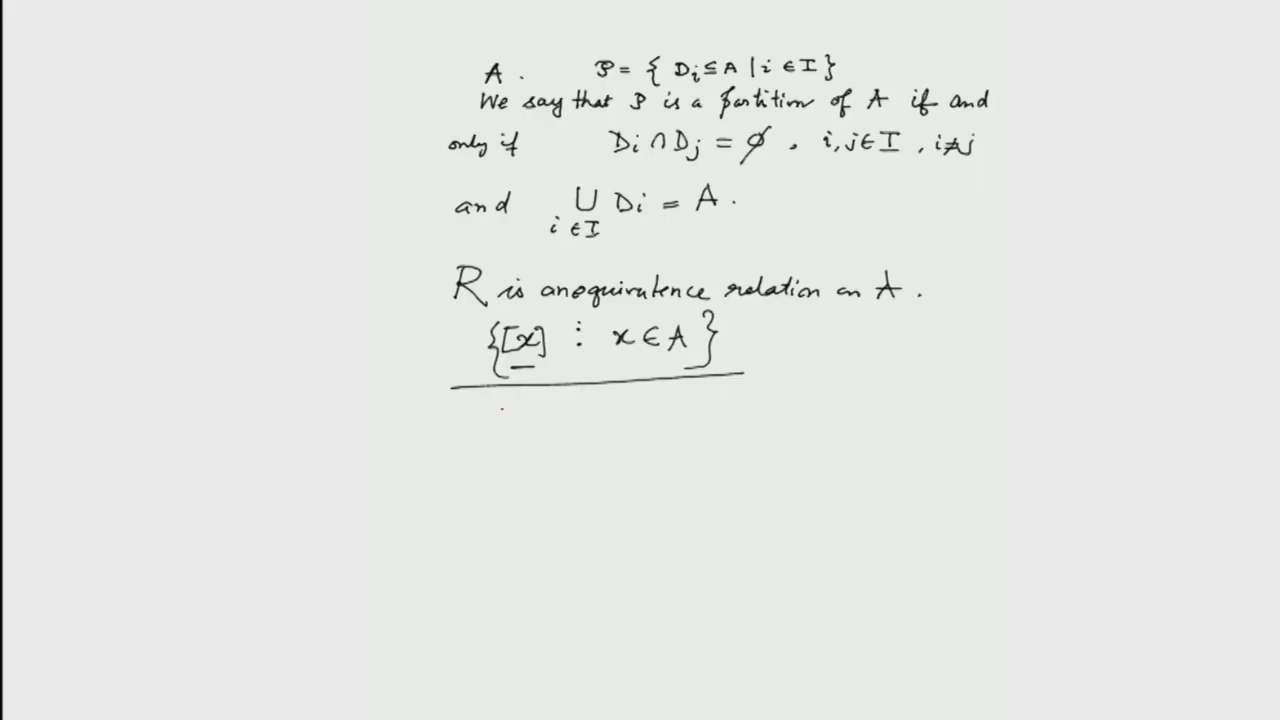 A. P = { Di ⊆ A | i ∈ I }
We say that P is a partition of A if and
only if Di ∩ Dj = ∅ . i, j ∈ I , i ≠ j
and ∪ Di = A .
i ∈ I
R is an equivalence relation on A .
{ [x] : x ∈ A }